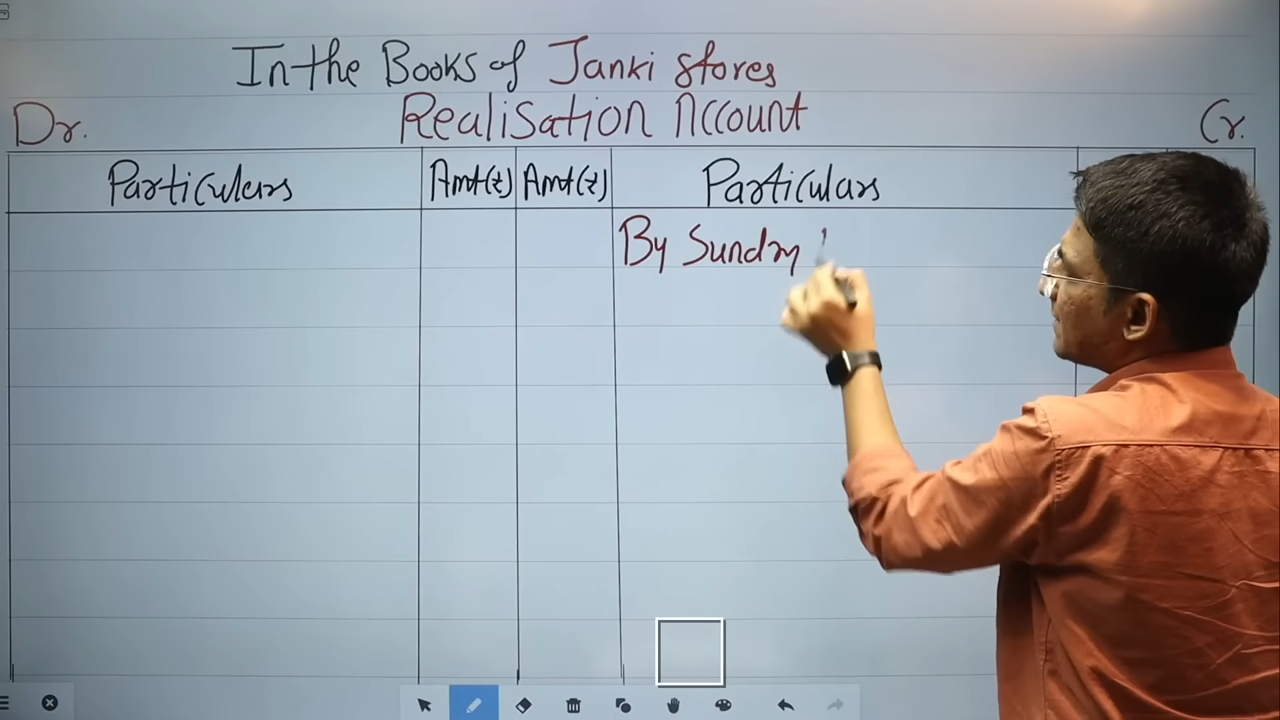 In the Books of Janki stores
Dr. Realisation Account Cr.
Particulars Amt(₹) Amt(₹) Particulars
By Sundry